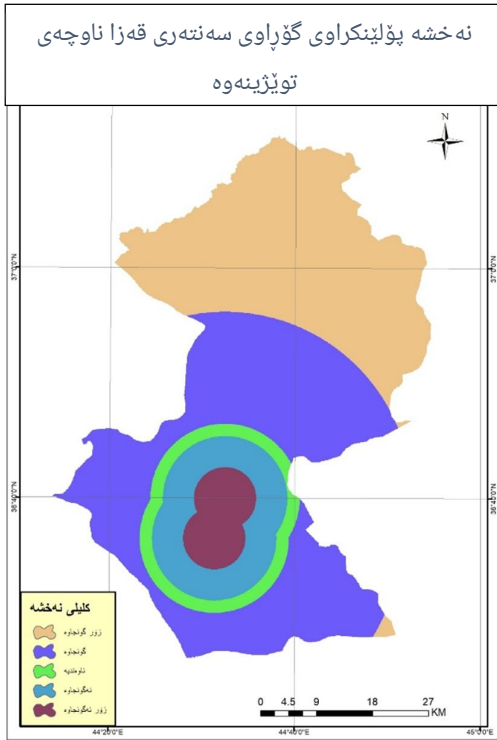 نەخشە پۆلێنکراوی گۆڕاوی سەنتەری قەزا ناوچەی
توێژینەوە
N
37°0'0"N
37°0'0"N
36°40'0"N
36°40'0"N
کلیلی نەخشە
زۆر گونجاوە
گونجاوە
ناوەندیە
نەگونجاوە
زۆر نەگونجاوە
0 4.5 9 18 27
KM
44°20'0"E 44°40'0"E 45°0'0"E